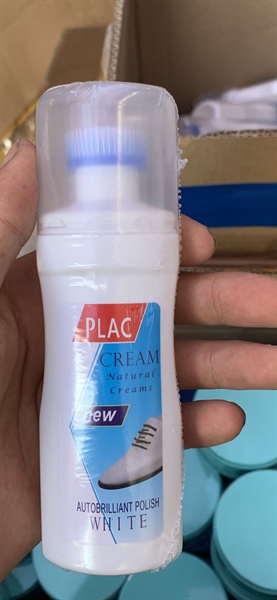 PLAC
CREAM
Natural
Creams
new
AUTOBRILLIANT POLISH
WHITE